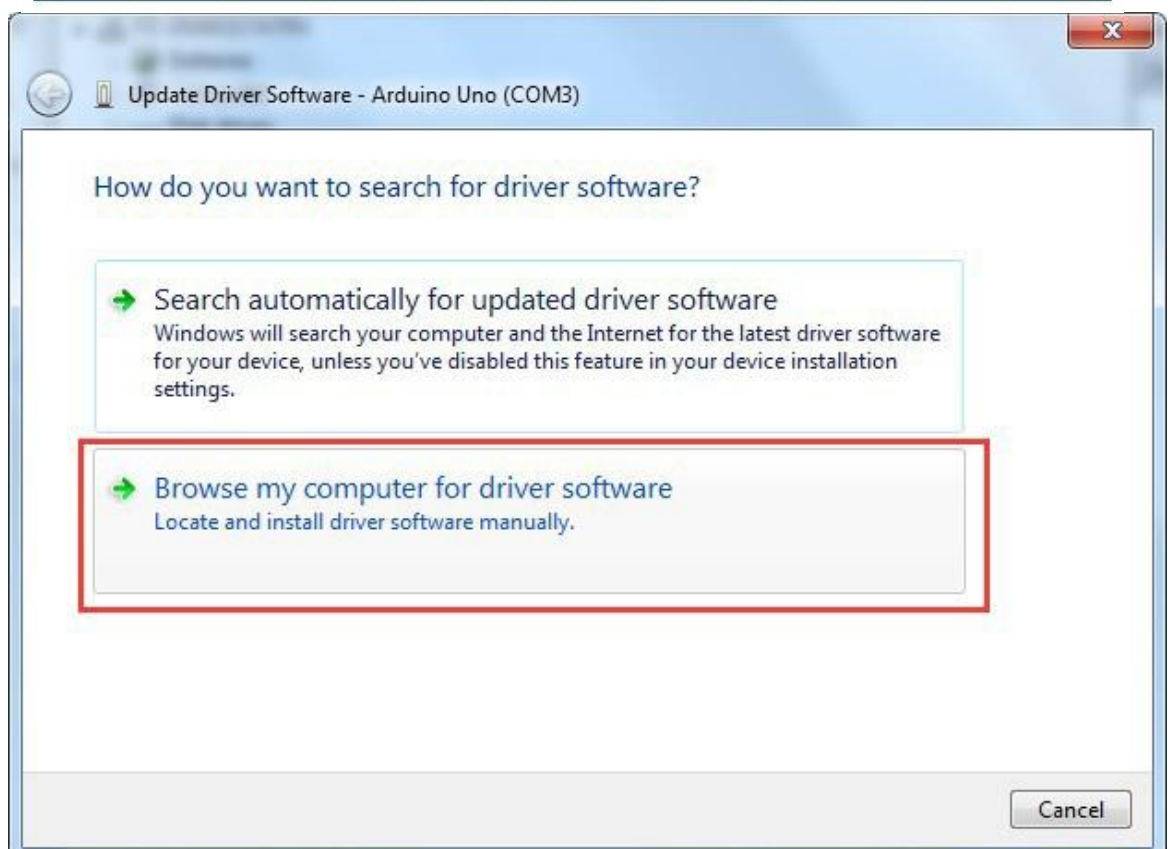 Update Driver Software - Arduino Uno (COM3)
How do you want to search for driver software?
Search automatically for updated driver software
Windows will search your computer and the Internet for the latest driver software
for your device, unless you've disabled this feature in your device installation
settings.
Browse my computer for driver software
Locate and install driver software manually.
Cancel